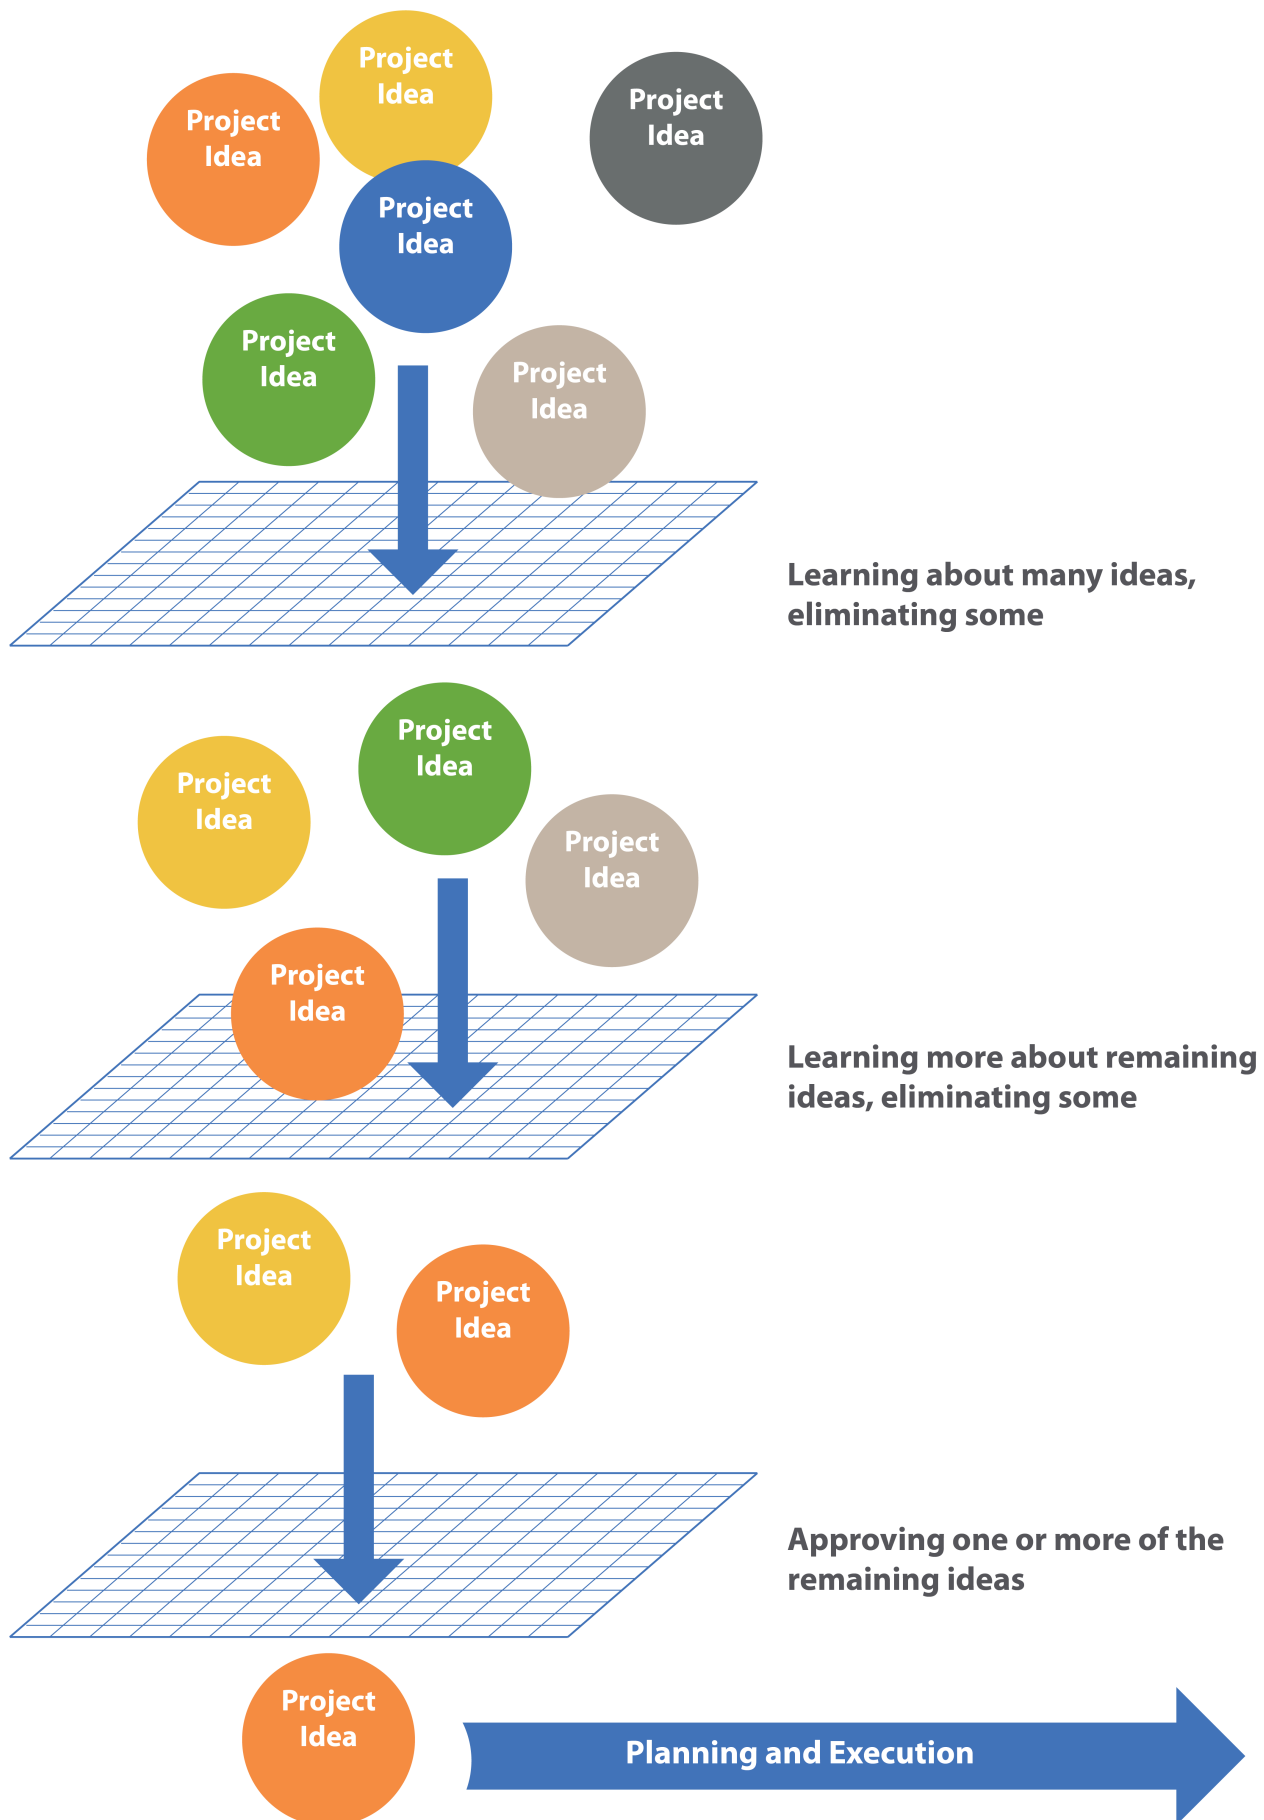 Project
Idea
Project
Idea
Project
Idea
Project
Idea
Project
Idea
Project
Idea
Learning about many ideas,
eliminating some
Project
Idea
Project
Idea
Project
Idea
Project
Idea
Learning more about remaining
ideas, eliminating some
Project
Idea
Project
Idea
Approving one or more of the
remaining ideas
Project
Idea
Planning and Execution